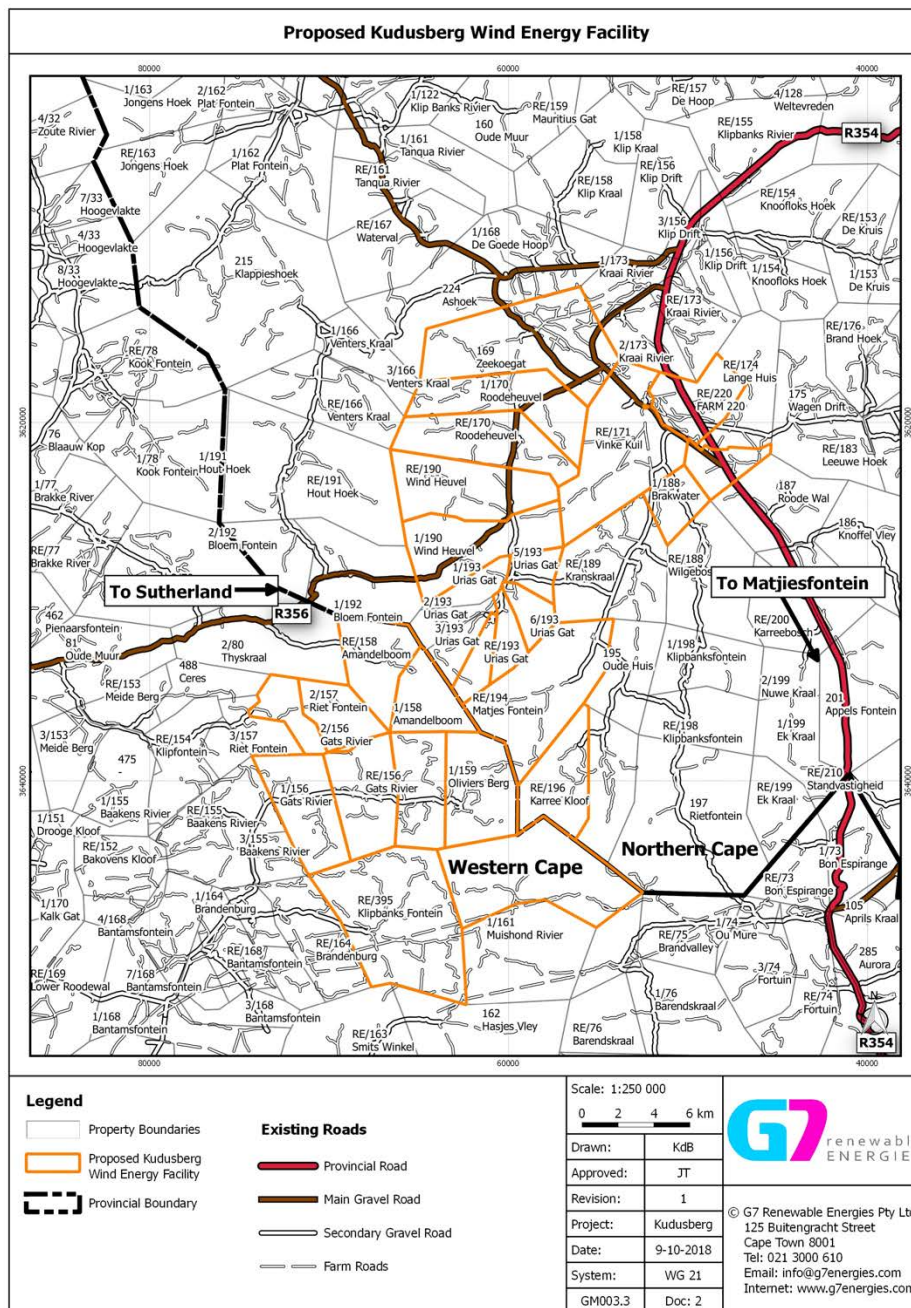 Proposed Kudusberg Wind Energy Facility
80000
60000
40000
1/163
Jongens Hoek
2/162
Plat Fontein
1/122
Klip Banks Rivier
RE/159
Mauritius Gat
RE/157
De Hoop
4/128
Weltevreden
4/32
Zoute Rivier
160
Oude Muur
RE/155
Klipbanks Rivier
R354
RE/163
Jongens Hoek
1/162
Plat Fontein
1/161
Tanqua Rivier
1/158
Klip Kraal
RE/161
Tanqua Rivier
RE/156
Klip Drift
RE/158
Klip Kraal
RE/154
Knoofloks Hoek
7/33
Hoogevlakte
RE/167
Waterval
3/156
Klip Drift
RE/153
De Kruis
4/33
Hoogevlakte
1/168
De Goede Hoop
1/156
Klip Drift
215
Klappieshoek
1/173
Kraai Rivier
1/154
Knoofloks Hoek
1/153
De Kruis
8/33
Hoogevlakte
224
Ashoek
RE/173
Kraai Rivier
1/166
Venters Kraal
RE/176
Brand Hoek
RE/78
Kook Fontein
169
Zeekoegat
2/173
Kraai Rivier
RE/174
Lange Huis
3/166
Venters Kraal
1/170
Roodeheuvel
RE/220
FARM 220
175
Wagen Drift
RE/166
Venters Kraal
3620000
3620000
RE/170
Roodeheuvel
RE/171
Vinke Kuil
76
Blaauw Kop
1/78
Kook Fontein
1/191
Hout Hoek
RE/183
Leeuwe Hoek
RE/190
Wind Heuvel
RE/191
Hout Hoek
1/77
Brakke River
1/188
Brakwater
187
Roode Wal
2/192
Bloem Fontein
1/190
Wind Heuvel
186
Knoffel Vley
RE/77
Brakke River
5/193
Urias Gat
1/193
Urias Gat
RE/189
Kranskraal
RE/188
Wilgebos
To Sutherland
To Matjiesfontein
R356
1/192
Bloem Fontein
2/193
Urias Gat
462
Pienaarsfontein
6/193
Urias Gat
RE/200
Karreebosch
81
Oude Muur
2/80
Thyskraal
RE/158
Amandelboom
3/193
Urias Gat
RE/193
Urias Gat
195
Oude Huis
1/198
Klipbanksfontein
488
Ceres
RE/153
Meide Berg
2/157
Riet Fontein
RE/194
Matjes Fontein
2/199
Nuwe Kraal
1/158
Amandelboom
201
Appels Fontein
3/153
Meide Berg
RE/154
Klipfontein
3/157
Riet Fontein
2/156
Gats Rivier
RE/198
Klipbanksfontein
1/199
Ek Kraal
475
-
1/156
Gats Rivier
RE/156
Gats Rivier
1/159
Oliviers Berg
RE/196
Karree Kloof
RE/199
Ek Kraal
RE/210
Standvastigheid
3640000
3640000
1/155
Baakens Rivier
RE/155
Baakens Rivier
197
Rietfontein
1/151
Drooge Kloof
3/155
Baakens Rivier
RE/152
Bakovens Kloof
Western Cape
Northern Cape
1/73
Bon Espirange
RE/73
Bon Espirange
1/170
Kalk Gat
1/164
Brandenburg
RE/395
Klipbanks Fontein
105
Aprils Kraal
4/168
Bantamsfontein
1/161
Muishond Rivier
1/74
Ou Mure
RE/164
Brandenburg
RE/75
Brandvalley
RE/168
Bantamsfontein
285
Aurora
RE/169
Lower Roodewal
7/168
Bantamsfontein
3/74
Fortuin
1/76
Barendskraal
RE/74
Fortuin
N
1/168
Bantamsfontein
3/168
Bantamsfontein
162
Hasjes Vley
RE/163
Smits Winkel
RE/76
Barendskraal
R354
80000
60000
40000
Legend
Property Boundaries
Proposed Kudusberg
Wind Energy Facility
Provincial Boundary
Existing Roads
Provincial Road
Main Gravel Road
Secondary Gravel Road
Farm Roads
Scale: 1:250 000
0 2 4 6 km
Drawn: KdB
Approved: JT
Revision: 1
Project: Kudusberg
Date: 9-10-2018
System: WG 21
GM003.3 Doc: 2
G7 renewabl
ENERGIE
© G7 Renewable Energies Pty Lt
125 Buitengracht Street
Cape Town 8001
Tel: 021 3000 610
Email: info@g7energies.com
Internet: www.g7energies.com